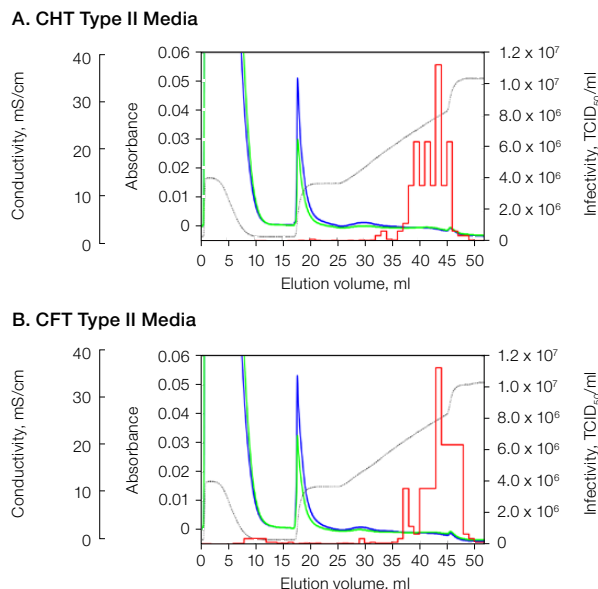 A. CHT Type II Media
Conductivity, mS/cm
40
30
20
10
0
Absorbance
0.06
0.05
0.04
0.03
0.02
0.01
0
1.2 x 10⁷
1.0 x 10⁷
8.0 x 10⁶
6.0 x 10⁶
4.0 x 10⁶
2.0 x 10⁶
0
Infectivity, TCID₅₀/ml
0 5 10 15 20 25 30 35 40 45 50
Elution volume, ml
B. CFT Type II Media
Conductivity, mS/cm
40
30
20
10
0
Absorbance
0.06
0.05
0.04
0.03
0.02
0.01
0
1.2 x 10⁷
1.0 x 10⁷
8.0 x 10⁶
6.0 x 10⁶
4.0 x 10⁶
2.0 x 10⁶
0
Infectivity, TCID₅₀/ml
0 5 10 15 20 25 30 35 40 45 50
Elution volume, ml